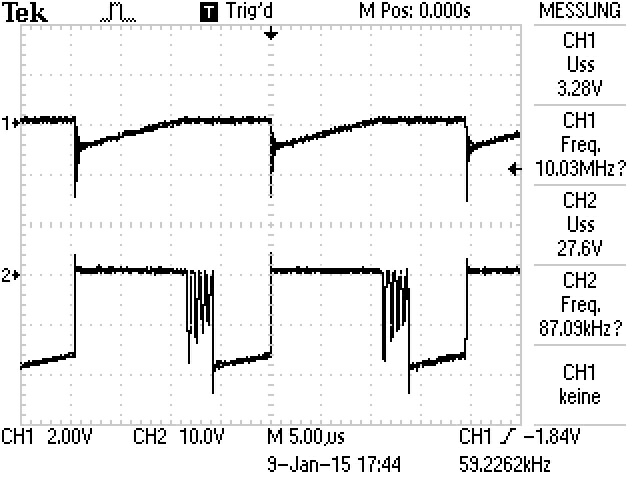 Tek T Trig'd M Pos: 0.000s MESSUNG
CH1
Uss
3.28V
1
CH1
Freq.
10.03MHz?
CH2
Uss
27.6V
2
CH2
Freq.
87.09kHz?
CH1
keine
CH1 2.00V CH2 10.0V M 5.00µs CH1 -1.84V
9-Jan-15 17:44 59.2262kHz